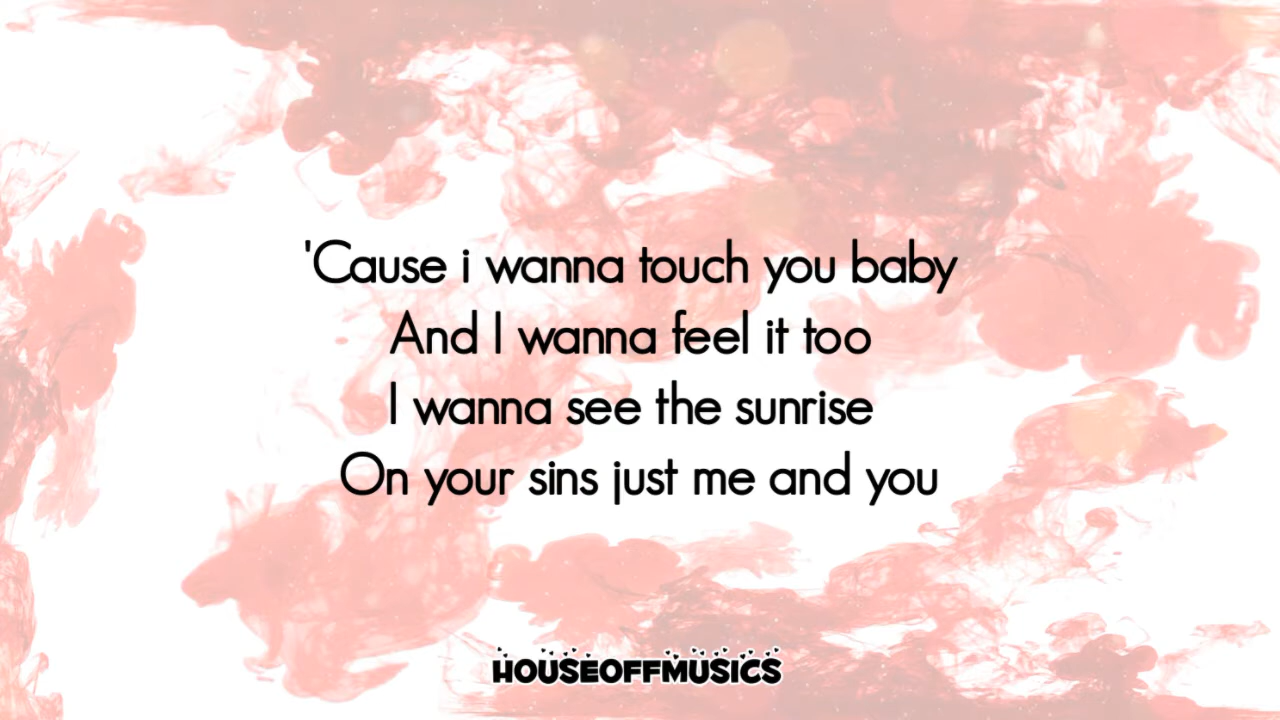 'Cause i wanna touch you baby
And I wanna feel it too
I wanna see the sunrise
On your sins just me and you
HOUSEOFFMUSICS